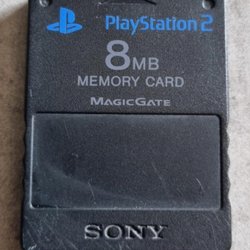 PlayStation 2
8MB
MEMORY CARD
MAGICGATE
SONY